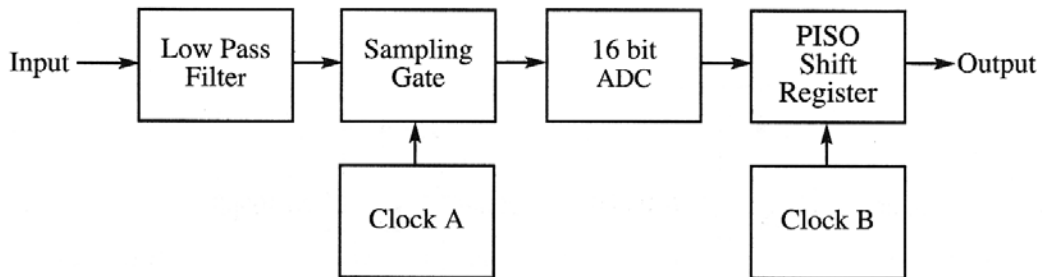 Input
Low Pass
Filter
Sampling
Gate
16 bit
ADC
PISO
Shift
Register
Output
Clock A
Clock B